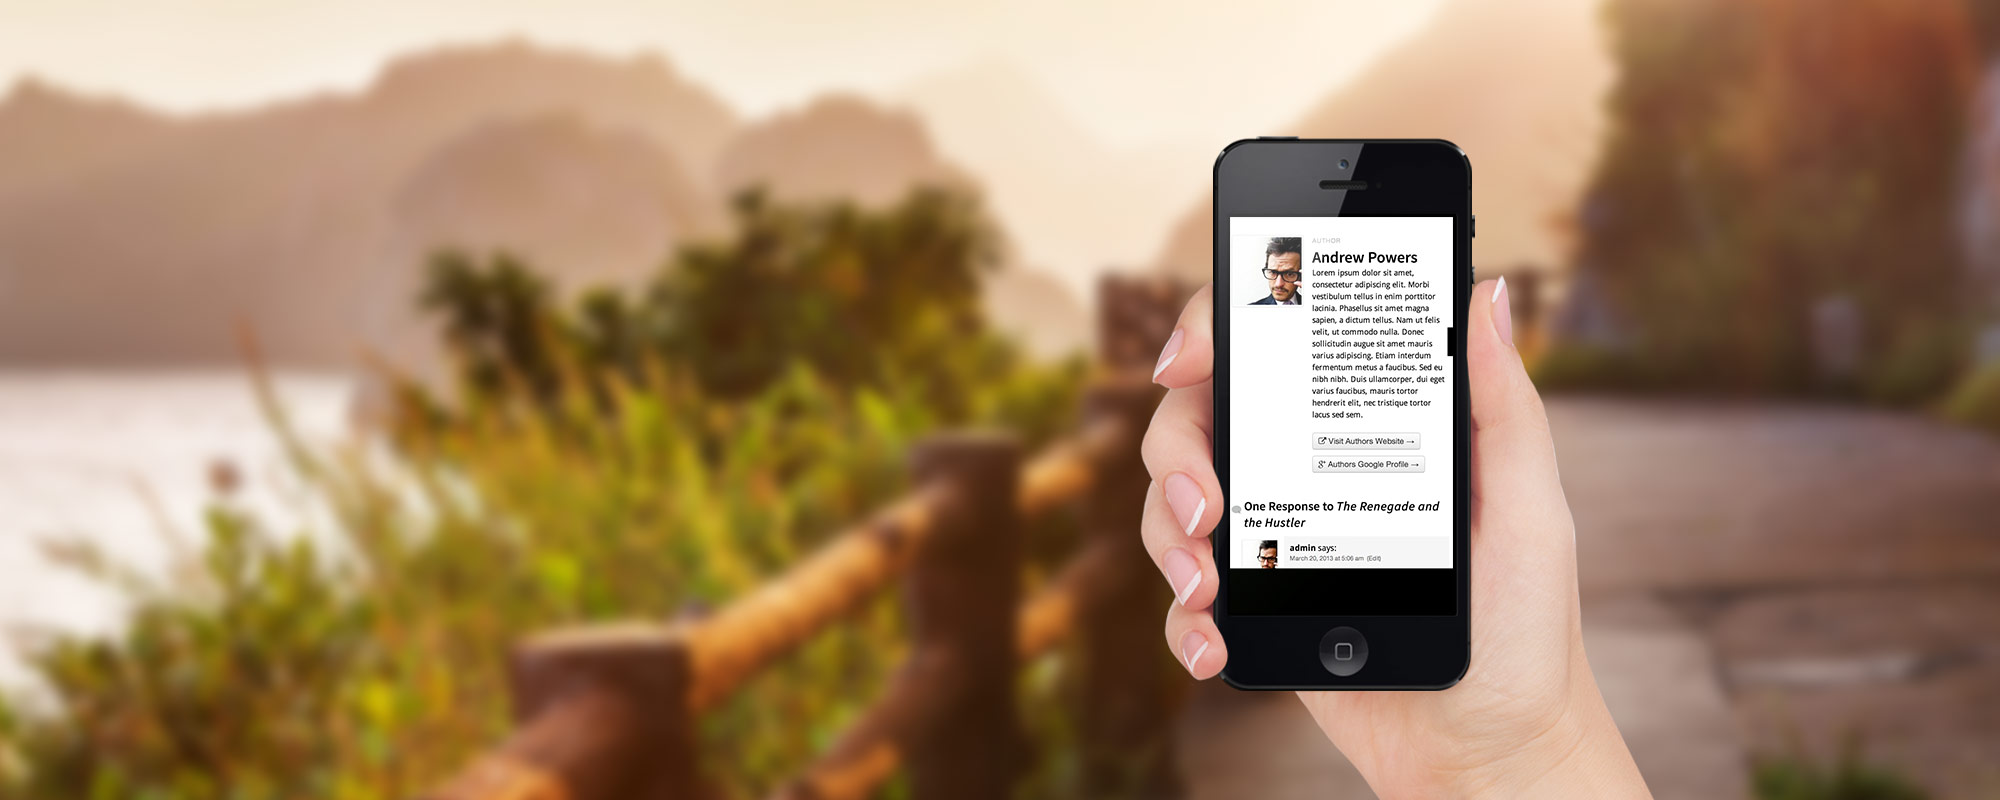 AUTHOR
Andrew Powers
Lorem ipsum dolor sit amet,
consectetur adipiscing elit. Morbi
vestibulum tellus in enim porttitor
lacinia. Phasellus sit amet magna
sapien, a dictum tellus. Nam ut felis
velit, ut commodo nulla. Donec
sollicitudin augue sit amet mauris
varius adipiscing. Etiam interdum
fermentum metus a faucibus. Sed eu
nibh nibh. Duis ullamcorper, dui eget
varius faucibus, mauris tortor
hendrerit elit, nec tristique tortor
lacus sed sem.
Visit Authors Website →
Authors Google Profile →
One Response to The Renegade and
the Hustler
admin says:
March 20, 2013 at 5:06 am (Edit)